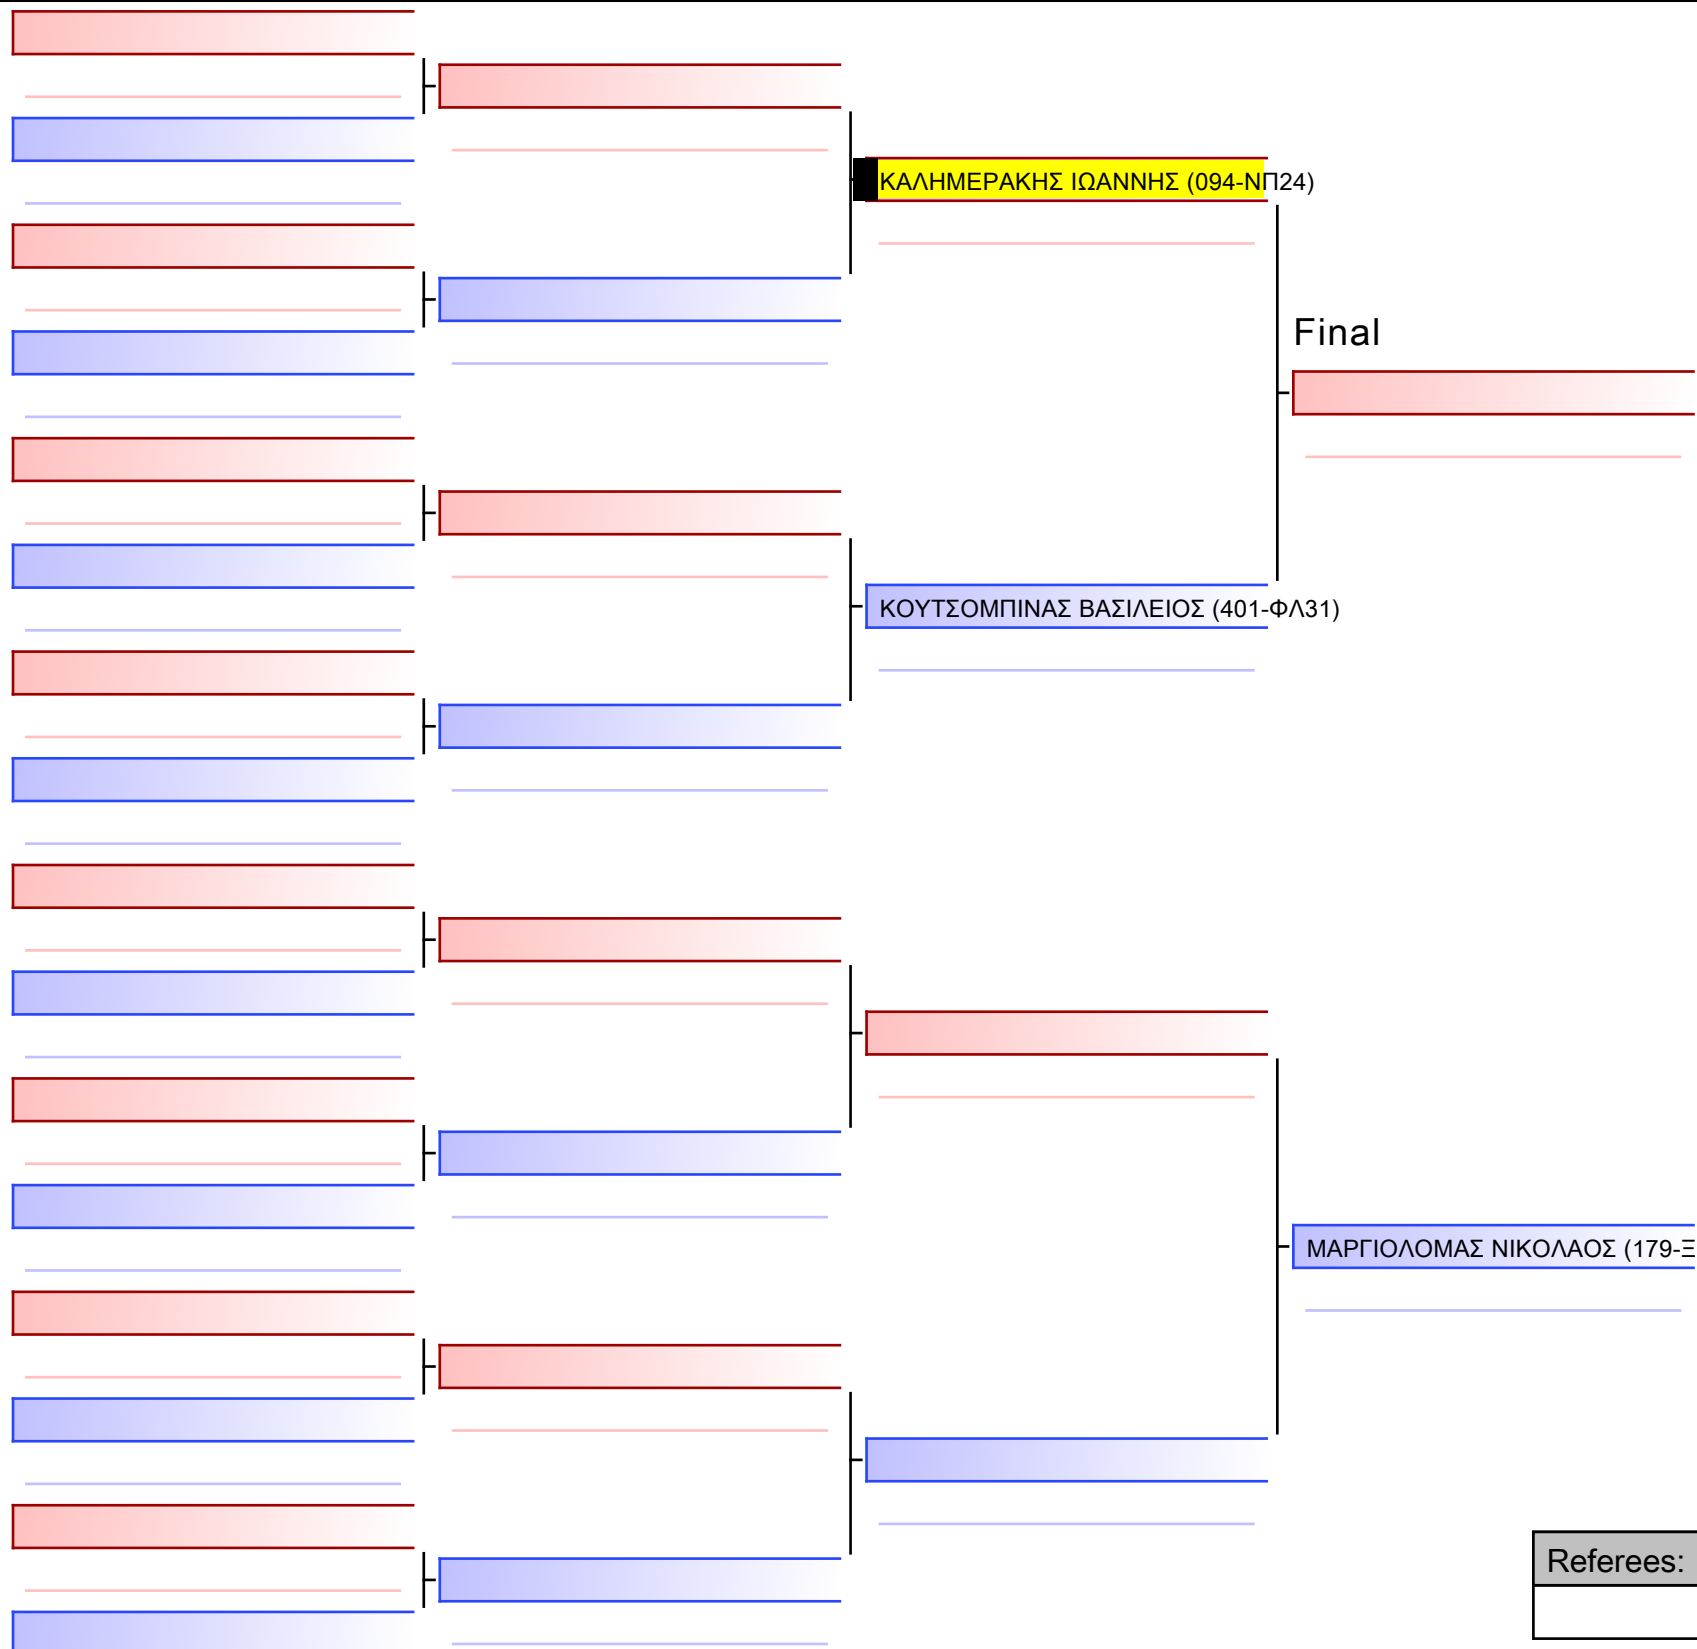 ΚΑΛΗΜΕΡΑΚΗΣ ΙΩΑΝΝΗΣ (094-ΝΠ24)
Final
ΚΟΥΤΣΟΜΠΙΝΑΣ ΒΑΣΙΛΕΙΟΣ (401-ΦΛ31)
ΜΑΡΓΙΟΛΟΜΑΣ ΝΙΚΟΛΑΟΣ (179-Ξ
Referees: